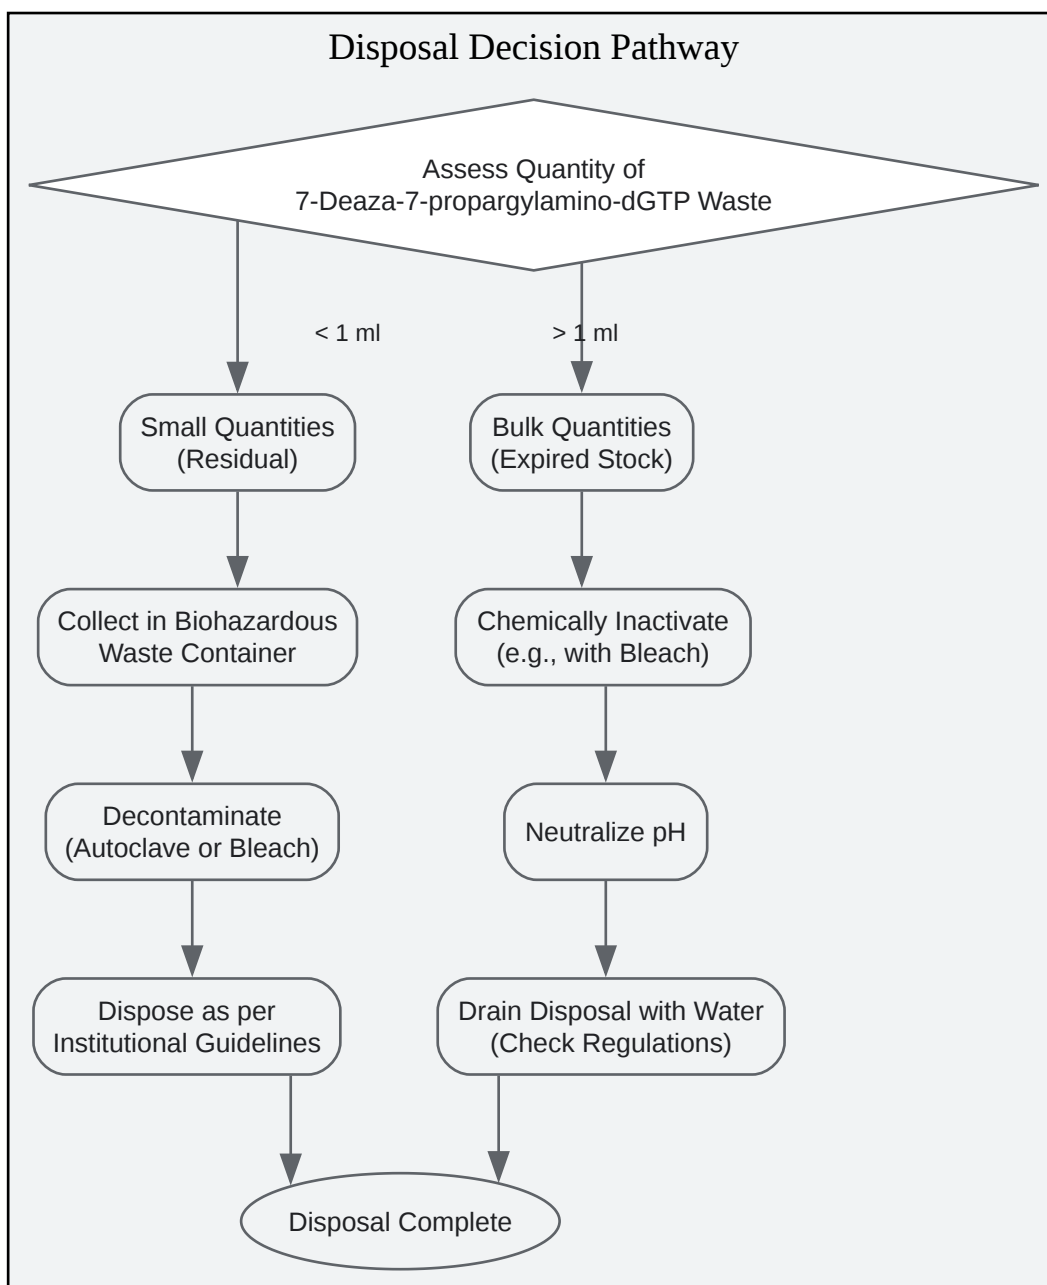 Disposal Decision Pathway
Assess Quantity of
7-Deaza-7-propargylamino-dGTP Waste
< 1 ml
> 1 ml
Small Quantities
(Residual)
Bulk Quantities
(Expired Stock)
Collect in Biohazardous
Waste Container
Chemically Inactivate
(e.g., with Bleach)
Decontaminate
(Autoclave or Bleach)
Neutralize pH
Dispose as per
Institutional Guidelines
Drain Disposal with Water
(Check Regulations)
Disposal Complete